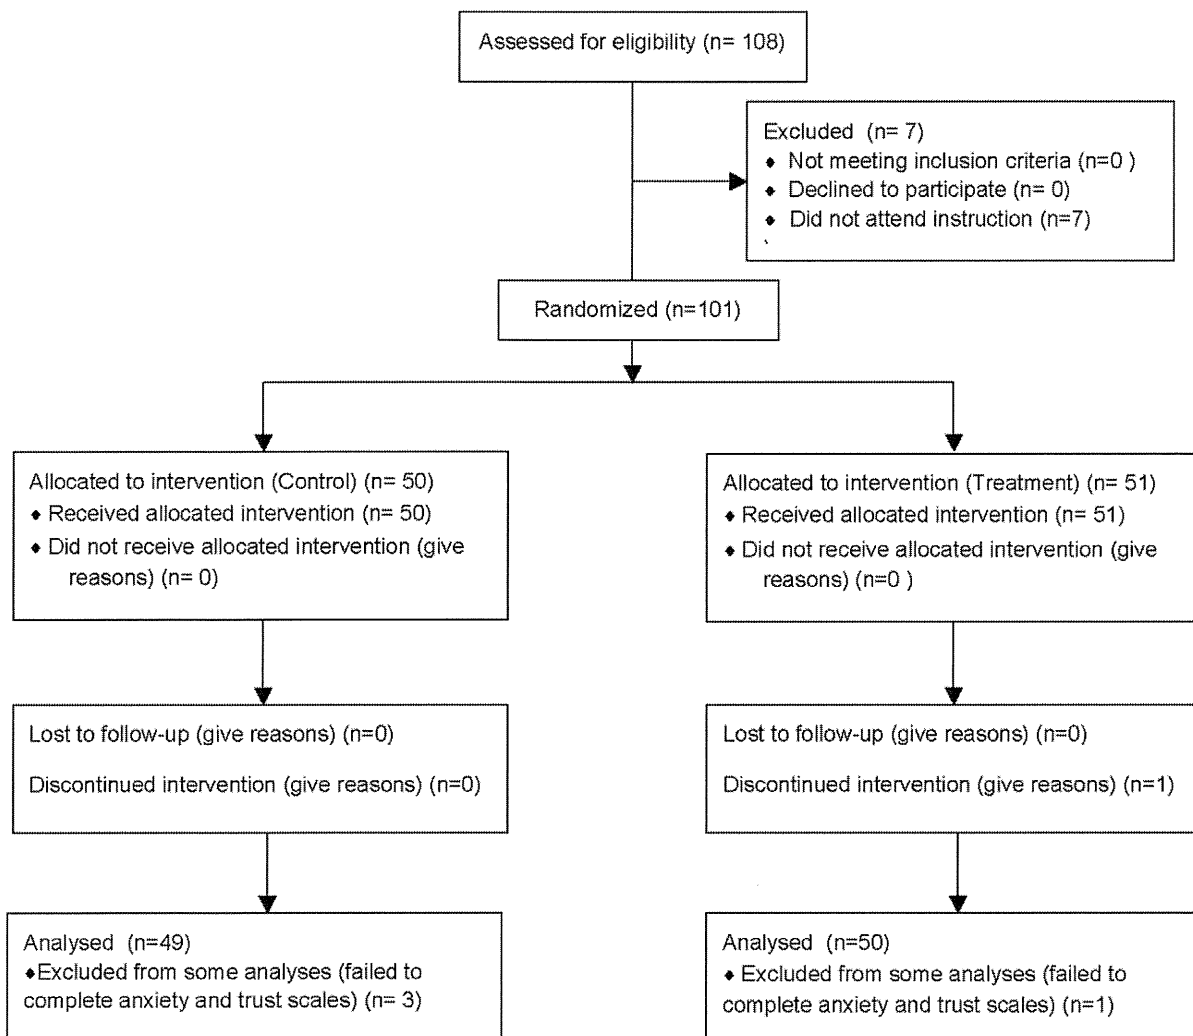 Assessed for eligibility (n= 108)
Excluded (n= 7)
♦ Not meeting inclusion criteria (n=0 )
♦ Declined to participate (n= 0)
♦ Did not attend instruction (n=7)
Randomized (n=101)
Allocated to intervention (Control) (n= 50)
♦ Received allocated intervention (n= 50)
♦ Did not receive allocated intervention (give
reasons) (n= 0)
Allocated to intervention (Treatment) (n= 51)
♦ Received allocated intervention (n= 51)
♦ Did not receive allocated intervention (give
reasons) (n=0 )
Lost to follow-up (give reasons) (n=0)
Discontinued intervention (give reasons) (n=0)
Lost to follow-up (give reasons) (n=0)
Discontinued intervention (give reasons) (n=1)
Analysed (n=49)
♦Excluded from some analyses (failed to
complete anxiety and trust scales) (n= 3)
Analysed (n=50)
♦ Excluded from some analyses (failed to
complete anxiety and trust scales) (n=1)